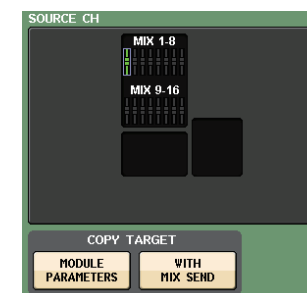 SOURCE CH
MIX 1-8
MIX 9-16
COPY TARGET
MODULE
PARAMETERS
WITH
MIX SEND